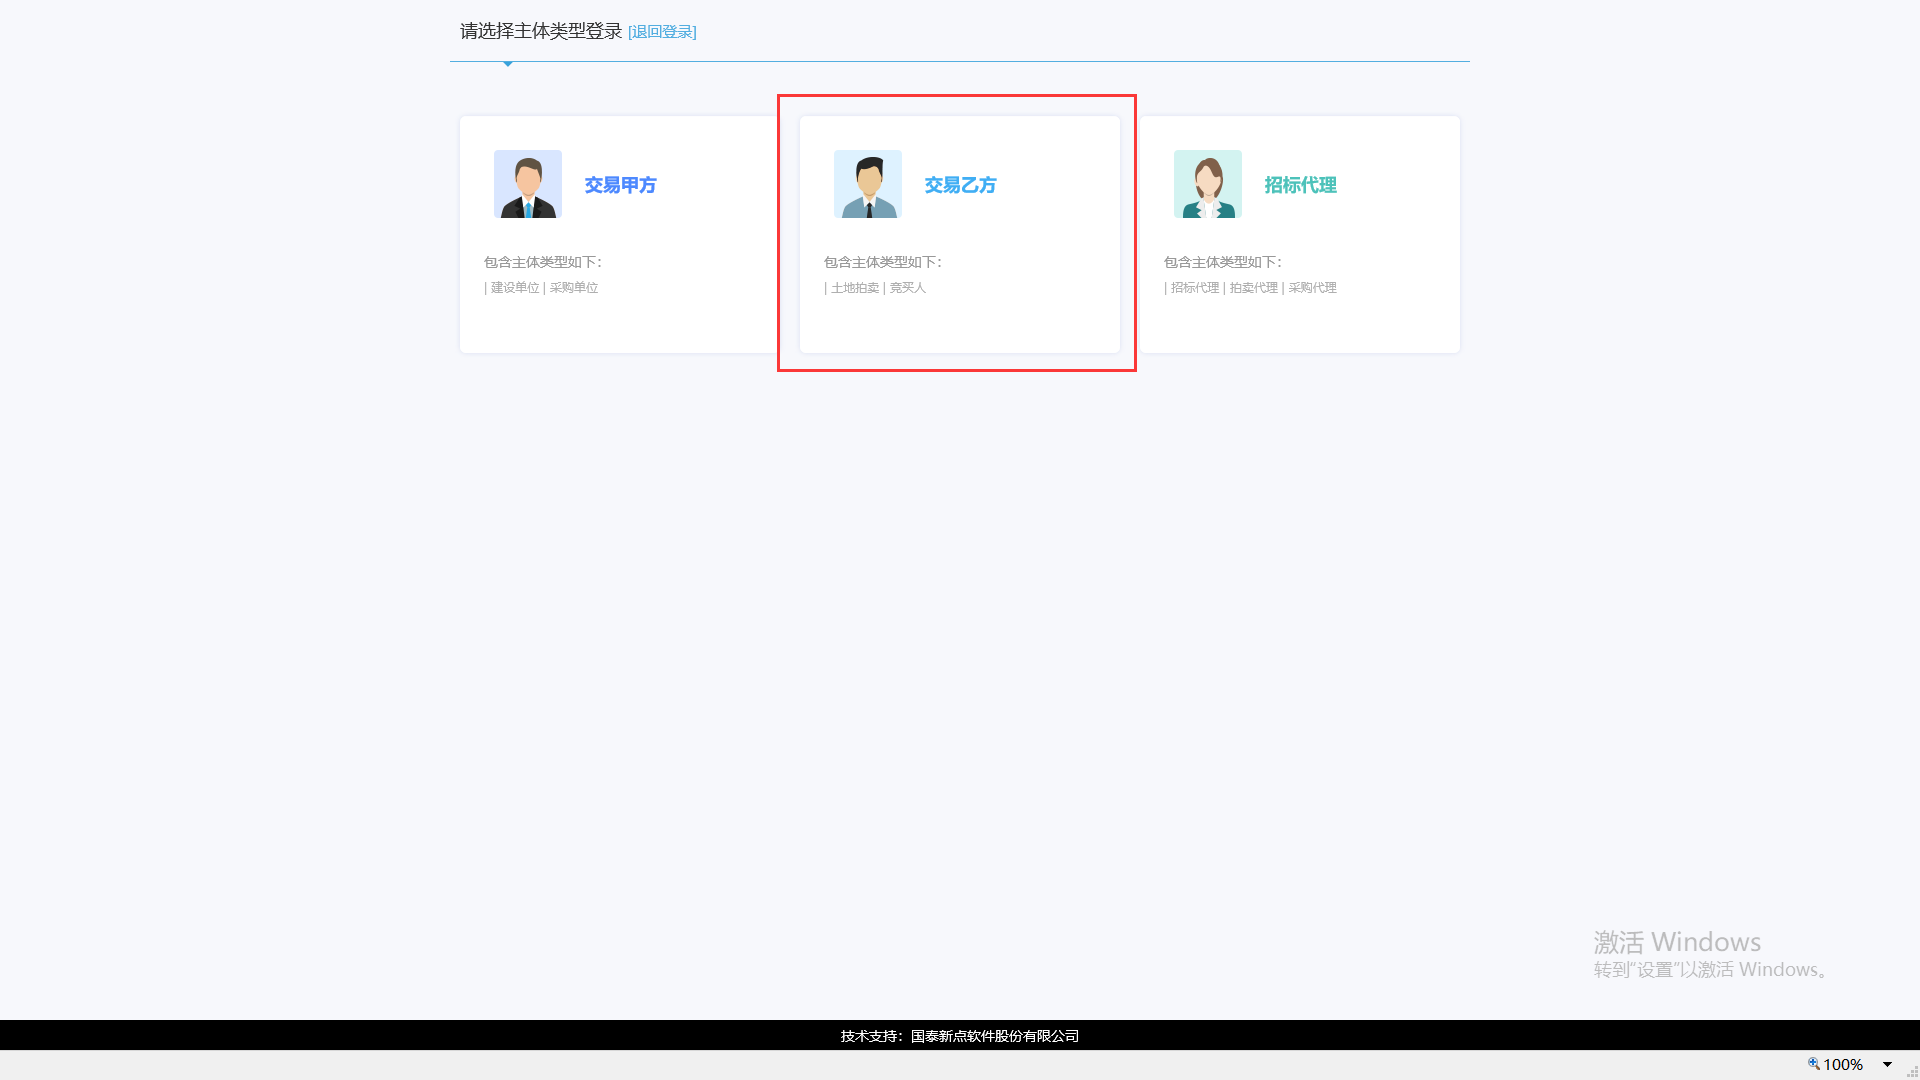 请选择主体类型登录 [退回登录]
交易甲方
包含主体类型如下：
| 建设单位 | 采购单位
交易乙方
包含主体类型如下：
| 土地拍卖 | 竞买人
招标代理
包含主体类型如下：
| 招标代理 | 拍卖代理 | 采购代理
激活 Windows
转到“设置”以激活 Windows。
技术支持：国泰新点软件股份有限公司
100%